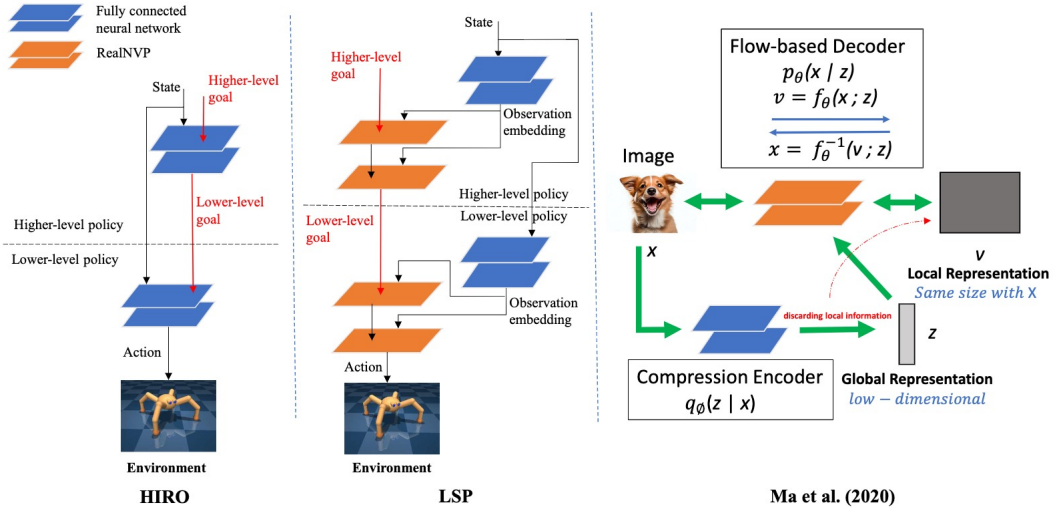 Fully connected
neural network
RealNVP
State
Higher-level
goal
Lower-level
goal
Higher-level policy
Lower-level policy
Action
Environment
HIRO
State
Higher-level
goal
Observation
embedding
Higher-level policy
Lower-level policy
Lower-level
goal
Observation
embedding
Action
Environment
LSP
Flow-based Decoder
pθ(x | z)
v = fθ(x ; z)
x = fθ⁻¹(v ; z)
Image
x
v
Local Representation
Same size with X
discarding local information
z
Global Representation
low − dimensional
Compression Encoder
q∅(z | x)
Ma et al. (2020)